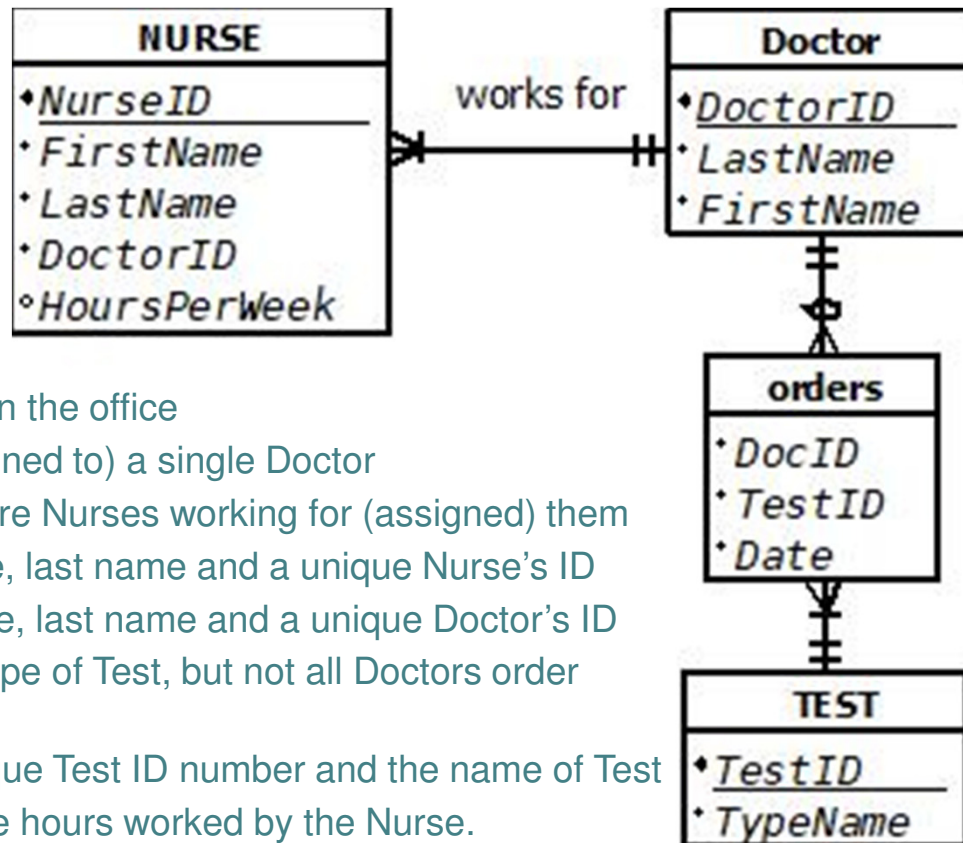 NURSE
NurseID
FirstName
LastName
DoctorID
HoursPerWeek
works for
Doctor
DoctorID
LastName
FirstName
orders
DocID
TestID
Date
TEST
TestID
TypeName
n the office
ned to) a single Doctor
re Nurses working for (assigned) them
e, last name and a unique Nurse's ID
e, last name and a unique Doctor's ID
pe of Test, but not all Doctors order
ue Test ID number and the name of Test
e hours worked by the Nurse.